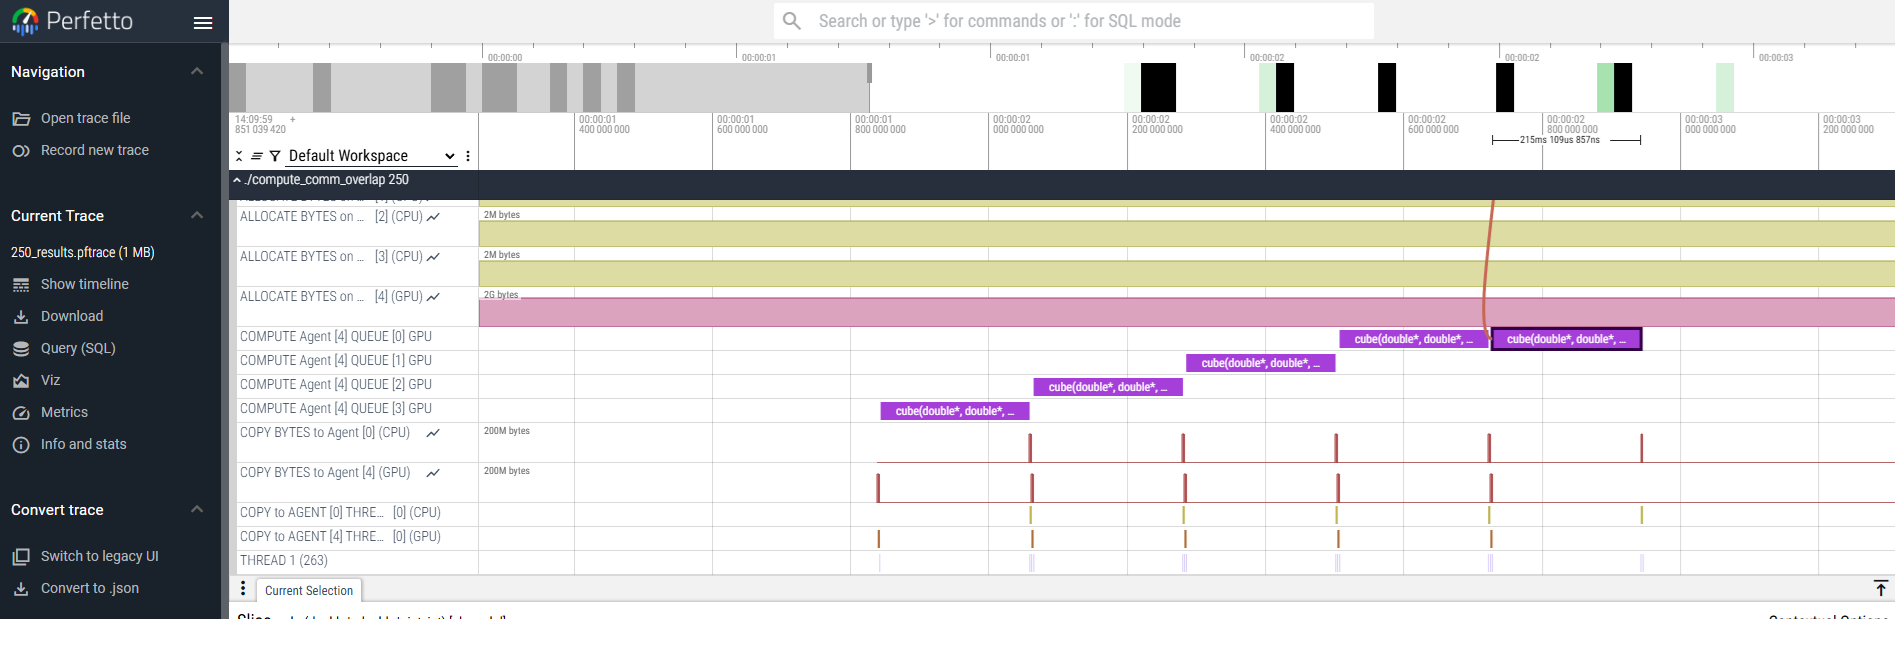 Perfetto
Search or type '>' for commands or ':' for SQL mode
Navigation
Open trace file
Record new trace
Current Trace
250_results.pftrace (1 MB)
Show timeline
Download
Query (SQL)
Viz
Metrics
Info and stats
Convert trace
Switch to legacy UI
Convert to .json
00:00:00 00:00:01 00:00:01 00:00:02 00:00:02 00:00:03
14:09:59 + 00:00:01 00:00:01 00:00:01 00:00:02 00:00:02 00:00:02 00:00:02 00:00:02 00:00:03 00:00:03
851 039 420 400 000 000 600 000 000 800 000 000 000 000 000 200 000 000 400 000 000 600 000 000 800 000 000 000 000 000 200 000 000
215ms 109us 857ns
Default Workspace
./compute_comm_overlap 250
ALLOCATE BYTES on ... [2] (CPU) 2M bytes
ALLOCATE BYTES on ... [3] (CPU) 2M bytes
ALLOCATE BYTES on ... [4] (GPU) 2G bytes
COMPUTE Agent [4] QUEUE [0] GPU cube(double*, double*, ... cube(double*, double*, ...
COMPUTE Agent [4] QUEUE [1] GPU cube(double*, double*, ...
COMPUTE Agent [4] QUEUE [2] GPU cube(double*, double*, ...
COMPUTE Agent [4] QUEUE [3] GPU cube(double*, double*, ...
COPY BYTES to Agent [0] (CPU) 200M bytes
COPY BYTES to Agent [4] (GPU) 200M bytes
COPY to AGENT [0] THRE... [0] (CPU)
COPY to AGENT [4] THRE... [0] (GPU)
THREAD 1 (263)
Current Selection
Slice
Contextual Options